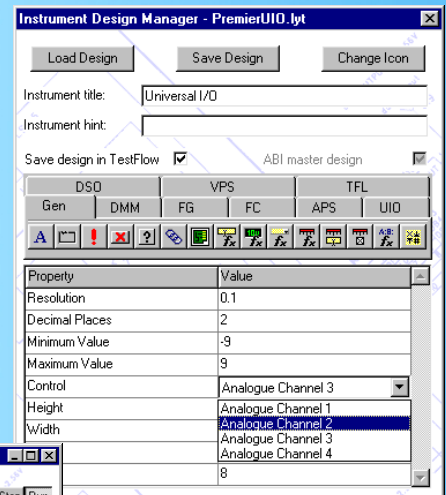 Instrument Design Manager - PremierUIO.lyt
Load Design Save Design Change Icon
Instrument title: Universal I/O
Instrument hint:
Save design in TestFlow ABI master design
DSO VPS TFL
Gen DMM FG FC APS UIO
Property Value
Resolution 0.1
Decimal Places 2
Minimum Value -9
Maximum Value 9
Control Analogue Channel 3
Height Analogue Channel 1
Width Analogue Channel 2
Analogue Channel 3
Analogue Channel 4
8
Run